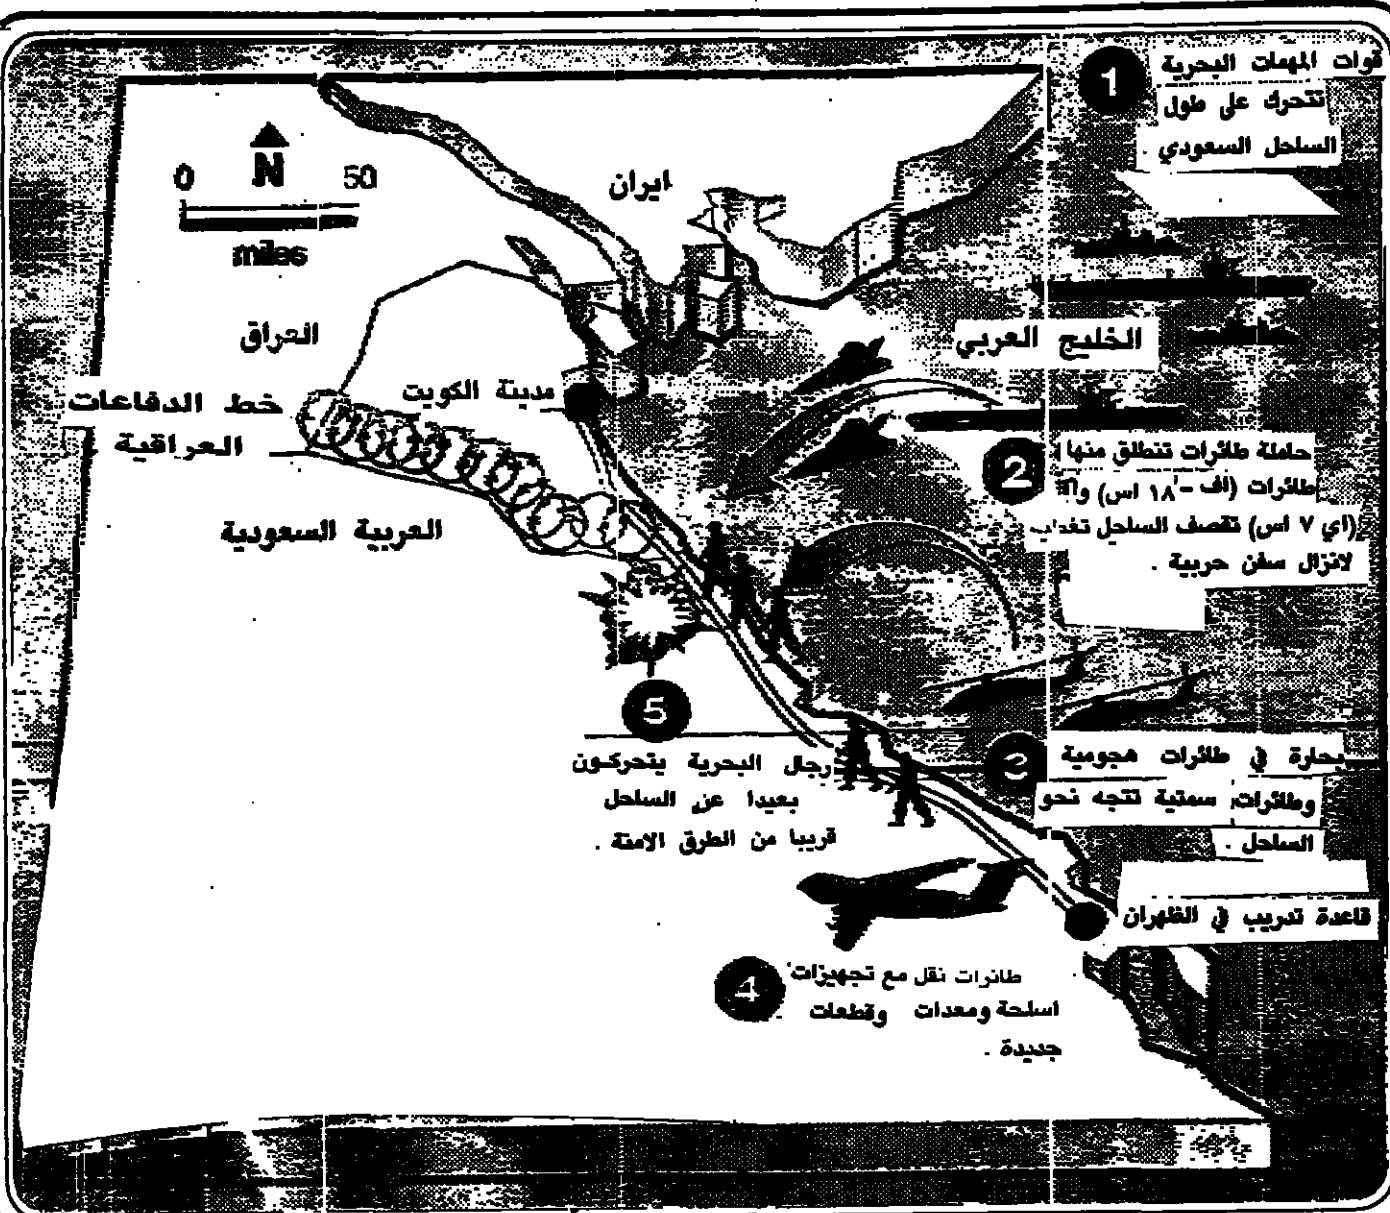 1
قوات المهمات البحرية
تتحرك على طول
الساحل السعودي .
0 N 50
miles
ايران
العراق
الخليج العربي
مدينة الكويت
خط الدفاعات
العراقية
العربية السعودية
2
حاملة طائرات تنطلق منها
طائرات (اف - ١٨ اس)
(اي ٧ اس) تقصف الساحل
لانزال سفن حربية .
3
بحارة في طائرات هجومية
وطائرات سمتية تتجه نحو
الساحل .
5
رجال البحرية يتحركون
بعيدا عن الساحل
قريبا من الطرق الامنة .
قاعدة تدريب في الظهران
4
طائرات نقل مع تجهيزات
اسلحة ومعدات وقطعات
جديدة .